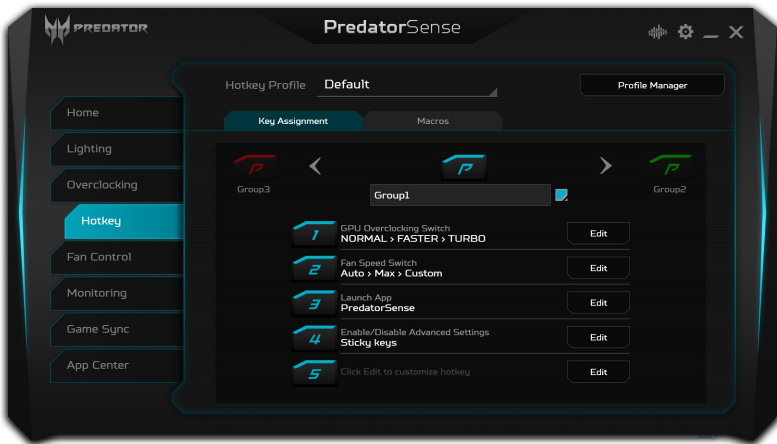 PREDATOR
PredatorSense
Hotkey Profile Default
Profile Manager
Home
Lighting
Overclocking
Hotkey
Fan Control
Monitoring
Game Sync
App Center
Key Assignment
Macros
P
P
P
Group3
Group1
Group2
1
GPU Overclocking Switch
NORMAL > FASTER > TURBO
Edit
2
Fan Speed Switch
Auto > Max > Custom
Edit
3
Launch App
PredatorSense
Edit
4
Enable/Disable Advanced Settings
Sticky keys
Edit
5
Click Edit to customize hotkey
Edit